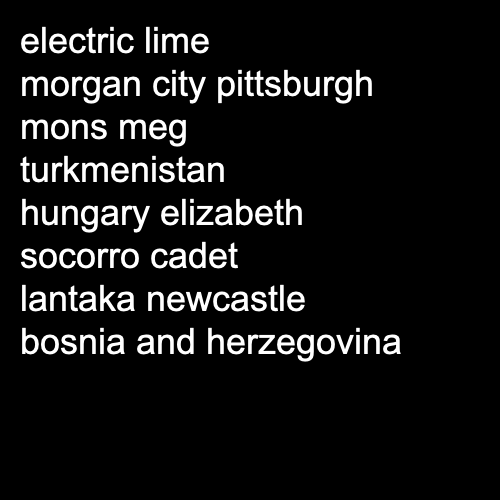 electric lime
morgan city pittsburgh
mons meg
turkmenistan
hungary elizabeth
socorro cadet
lantaka newcastle
bosnia and herzegovina